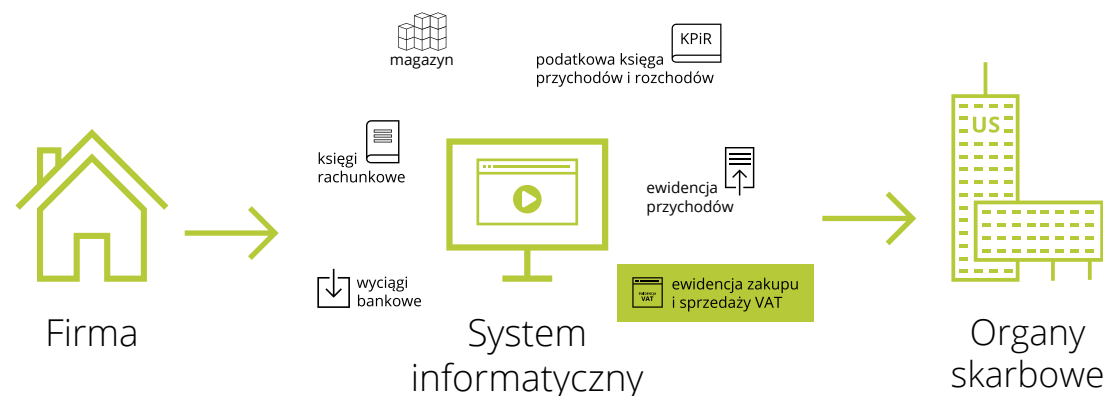 magazyn
KPiR
podatkowa księga
przychodów i rozchodów
US
księgi
rachunkowe
ewidencja
przychodów
wyciągi
bankowe
EWIDENCJA
VAT
ewidencja zakupu
i sprzedaży VAT
Firma
System
informatyczny
Organy
skarbowe